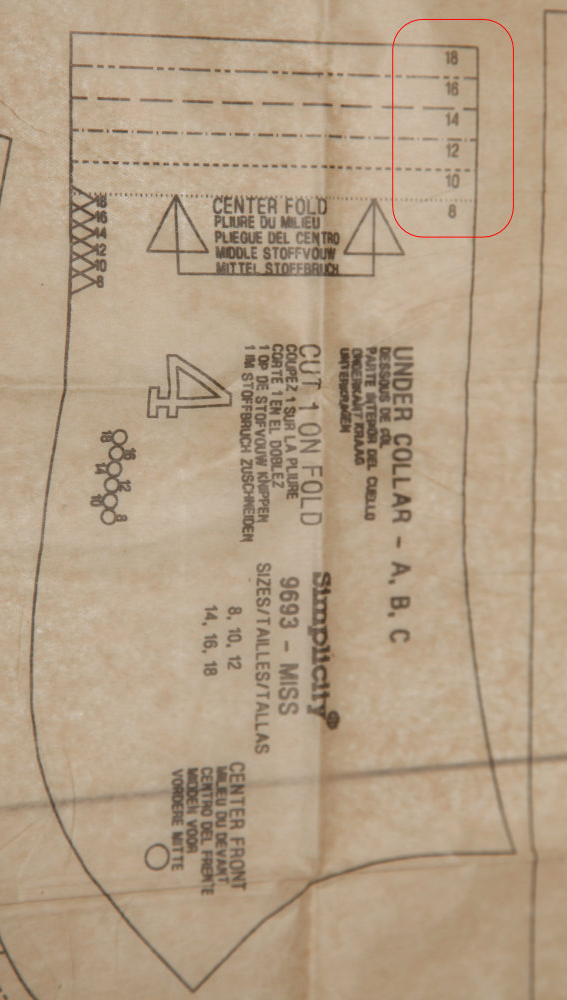 18
16
14
12
10
8
18
16
14
12
10
8
CENTER FOLD
PLIURE DU MILIEU
PLIEGUE DEL CENTRO
MIDDLE STOFFVOUW
MITTEL STOFFBRUCH
UNDER COLLAR - A, B, C
DESSOUS DE COL
PARTE INTERIOR DEL CUELLO
ONDERKANT KRAAG
UNTERKRAGEN
CUT 1 ON FOLD
COUPEZ 1 SUR LA PLIURE
CORTE 1 EN EL DOBLEZ
1 OP DE STOFVOUW KNIPPEN
1 IM STOFFBRUCH ZUSCHNEIDEN
4
18
16
14
12
10
8
Simplicity®
9693 - MISS
SIZES/TAILLES/TALLAS
8, 10, 12
14, 16, 18
CENTER FRONT
MILIEU DU DEVANT
CENTRO DEL FRENTE
MIDDEN VOOR
VORDERE MITTE